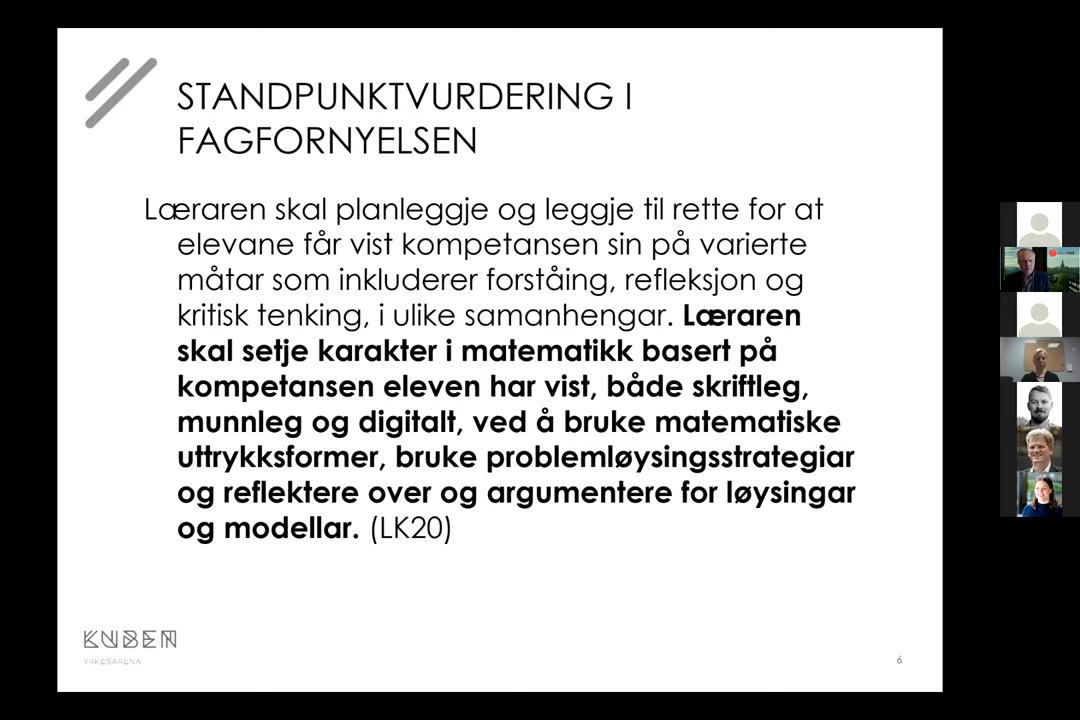 STANDPUNKTVURDERING I
FAGFORNYELSEN
Læraren skal planleggje og leggje til rette for at
elevane får vist kompetansen sin på varierte
måtar som inkluderer forståing, refleksjon og
kritisk tenking, i ulike samanhengar. Læraren
skal setje karakter i matematikk basert på
kompetansen eleven har vist, både skriftleg,
munnleg og digitalt, ved å bruke matematiske
uttrykksformer, bruke problemløysingsstrategiar
og reflektere over og argumentere for løysingar
og modellar. (LK20)
KUBEN
YRKESARENA
6